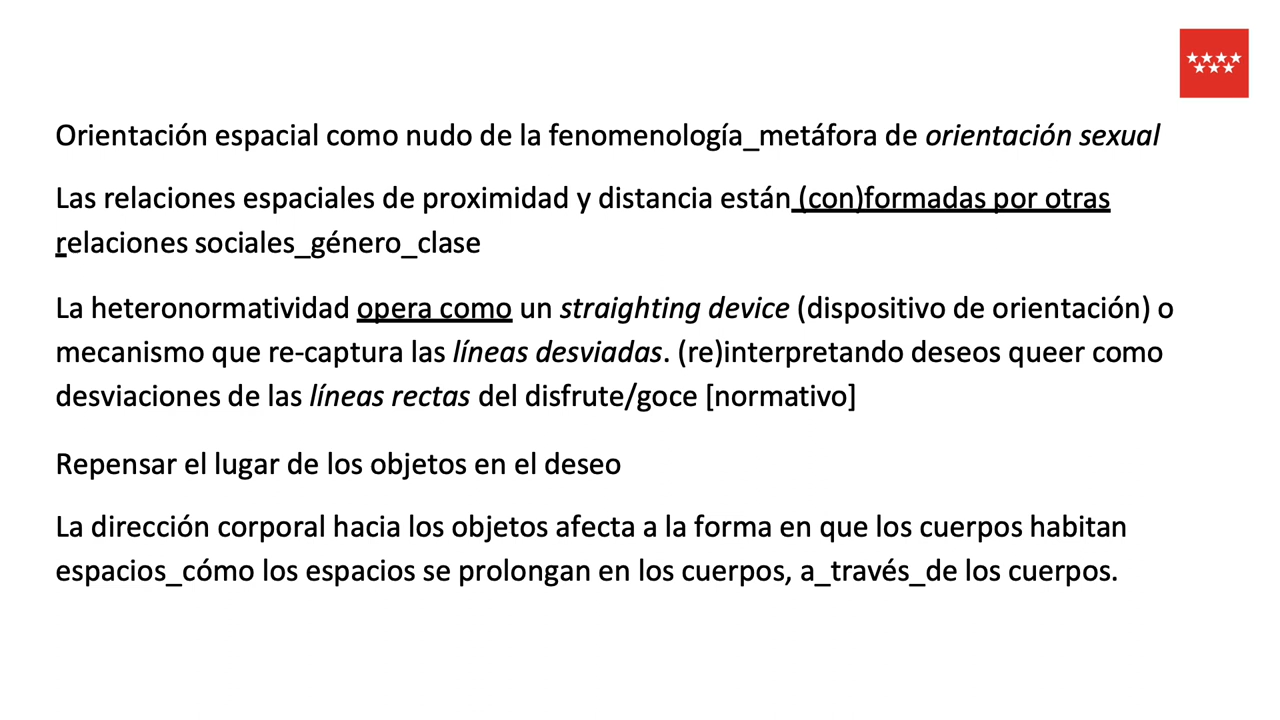 Orientación espacial como nudo de la fenomenología_metáfora de orientación sexual
Las relaciones espaciales de proximidad y distancia están (con)formadas por otras
relaciones sociales_género_clase
La heteronormatividad opera como un straighting device (dispositivo de orientación) o
mecanismo que re-captura las líneas desviadas. (re)interpretando deseos queer como
desviaciones de las líneas rectas del disfrute/goce [normativo]
Repensar el lugar de los objetos en el deseo
La dirección corporal hacia los objetos afecta a la forma en que los cuerpos habitan
espacios_cómo los espacios se prolongan en los cuerpos, a_través_de los cuerpos.